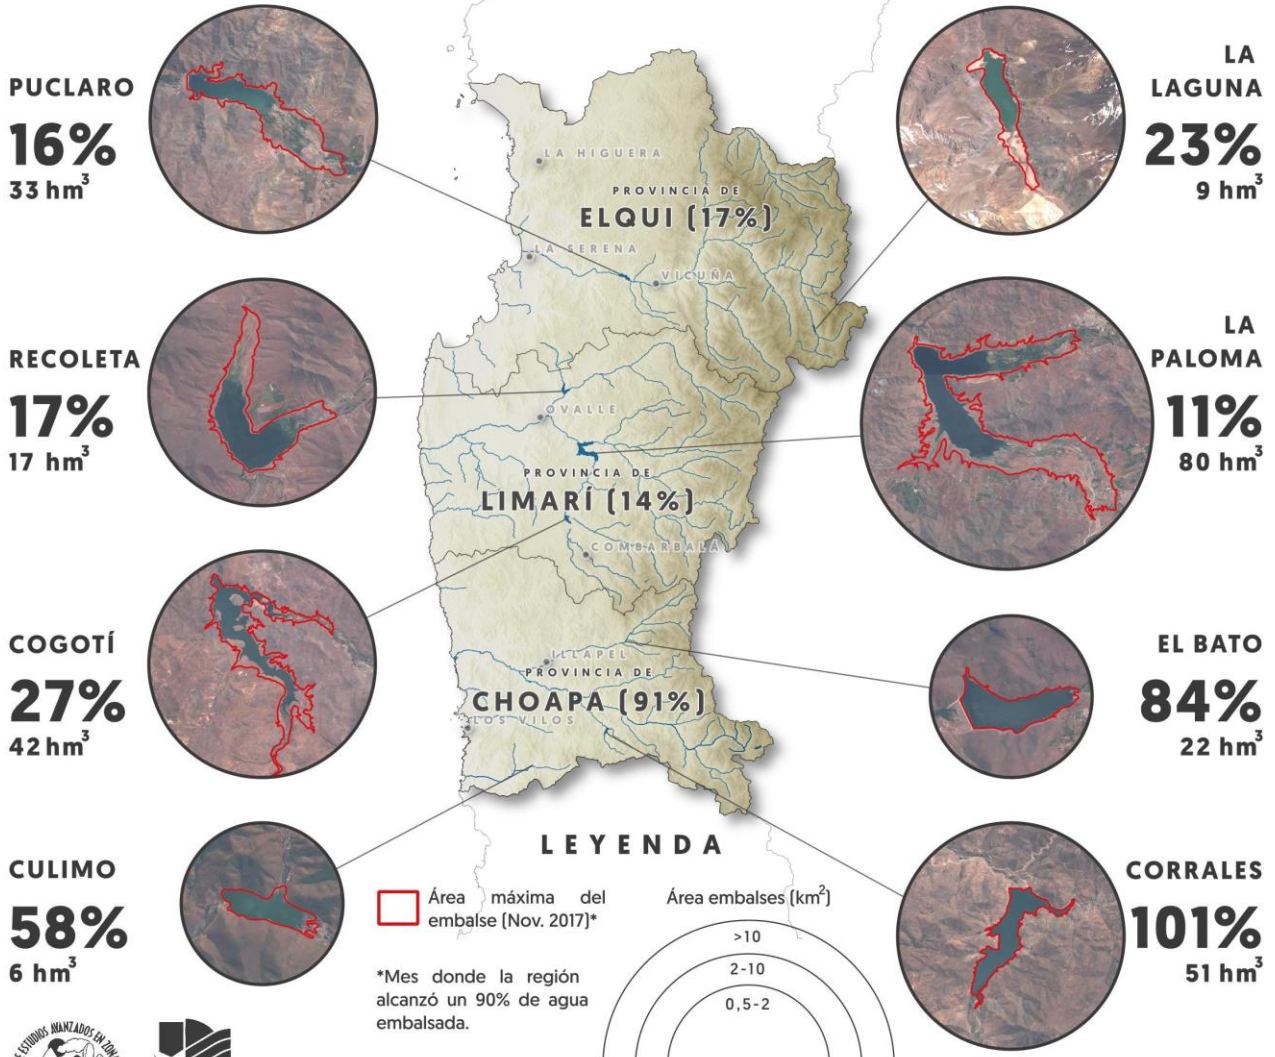 PUCLARO
16%
33 hm³
RECOLETA
17%
17 hm³
COGOTÍ
27%
42 hm³
CULIMO
58%
6 hm³
LA HIGUERA
PROVINCIA DE
ELQUI (17%)
LA SERENA
VICUÑA
OVALLE
PROVINCIA DE
LIMARÍ (14%)
COMBARBALÁ
ILLAPEL
PROVINCIA DE
CHOAPA (91%)
LOS VILOS
LA
LAGUNA
23%
9 hm³
LA
PALOMA
11%
80 hm³
EL BATO
84%
22 hm³
CORRALES
101%
51 hm³
LEYENDA
Área máxima del
embalse (Nov. 2017)*
*Mes donde la región
alcanzó un 90% de agua
embalsada.
Área embalses (km²)
>10
2-10
0,5-2
ESTUDIOS AVANZADOS EN